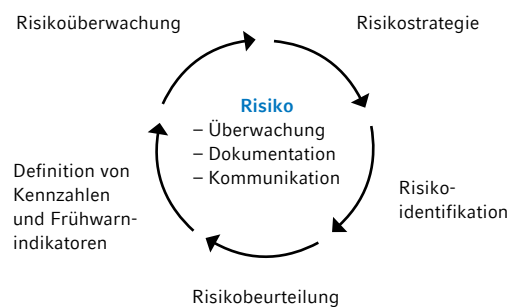 Risikoüberwachung
Risikostrategie
Risiko
– Überwachung
– Dokumentation
– Kommunikation
Definition von
Kennzahlen
und Frühwarn-
indikatoren
Risiko-
identifikation
Risikobeurteilung